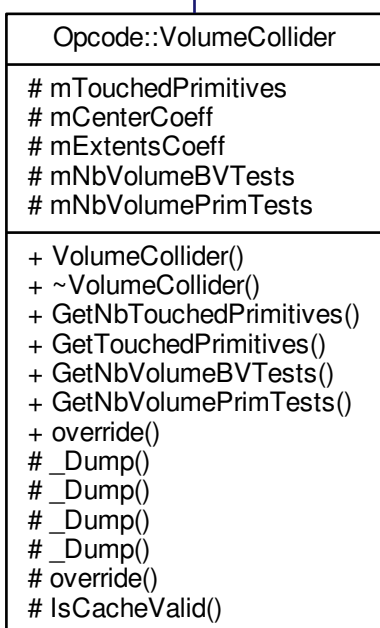 Opcode::VolumeCollider
# mTouchedPrimitives
# mCenterCoeff
# mExtentsCoeff
# mNbVolumeBVTests
# mNbVolumePrimTests
+ VolumeCollider()
+ ~VolumeCollider()
+ GetNbTouchedPrimitives()
+ GetTouchedPrimitives()
+ GetNbVolumeBVTests()
+ GetNbVolumePrimTests()
+ override()
# _Dump()
# _Dump()
# _Dump()
# _Dump()
# override()
# IsCacheValid()